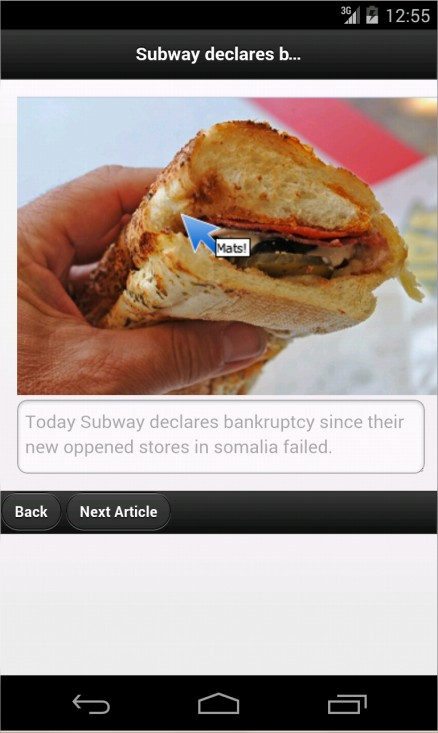 3G 12:55
Subway declares b...
Mats!
Today Subway declares bankruptcy since their
new oppened stores in somalia failed.
Back Next Article